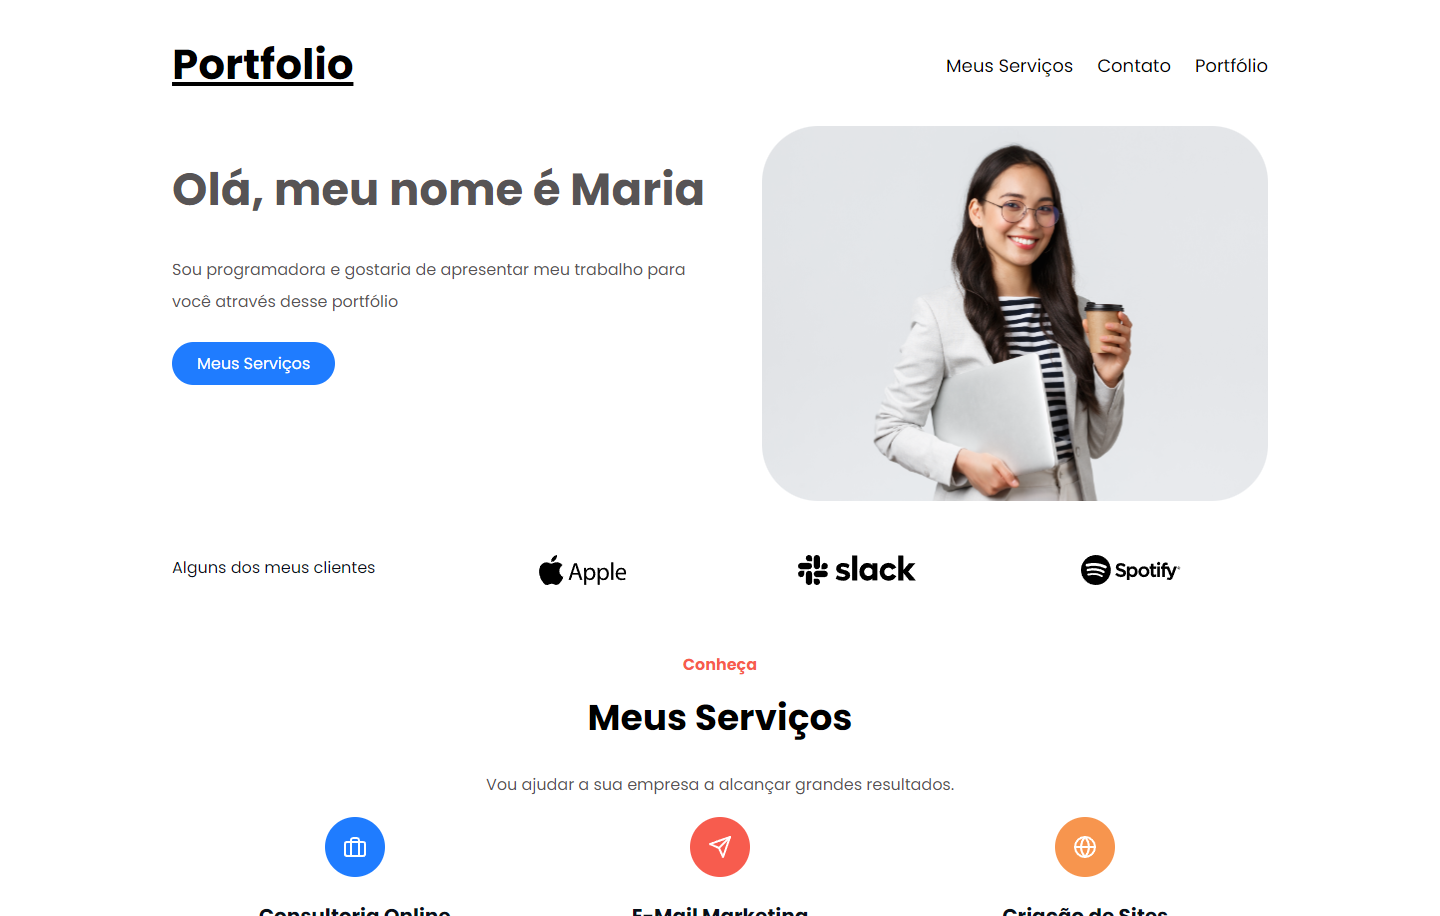 Portfolio
Meus Serviços Contato Portfólio
Olá, meu nome é Maria
Sou programadora e gostaria de apresentar meu trabalho para
você através desse portfólio
Meus Serviços
Alguns dos meus clientes
Apple
slack
Spotify
Conheça
Meus Serviços
Vou ajudar a sua empresa a alcançar grandes resultados.
Consultoria Online
E-Mail Marketing
Criação de Sites